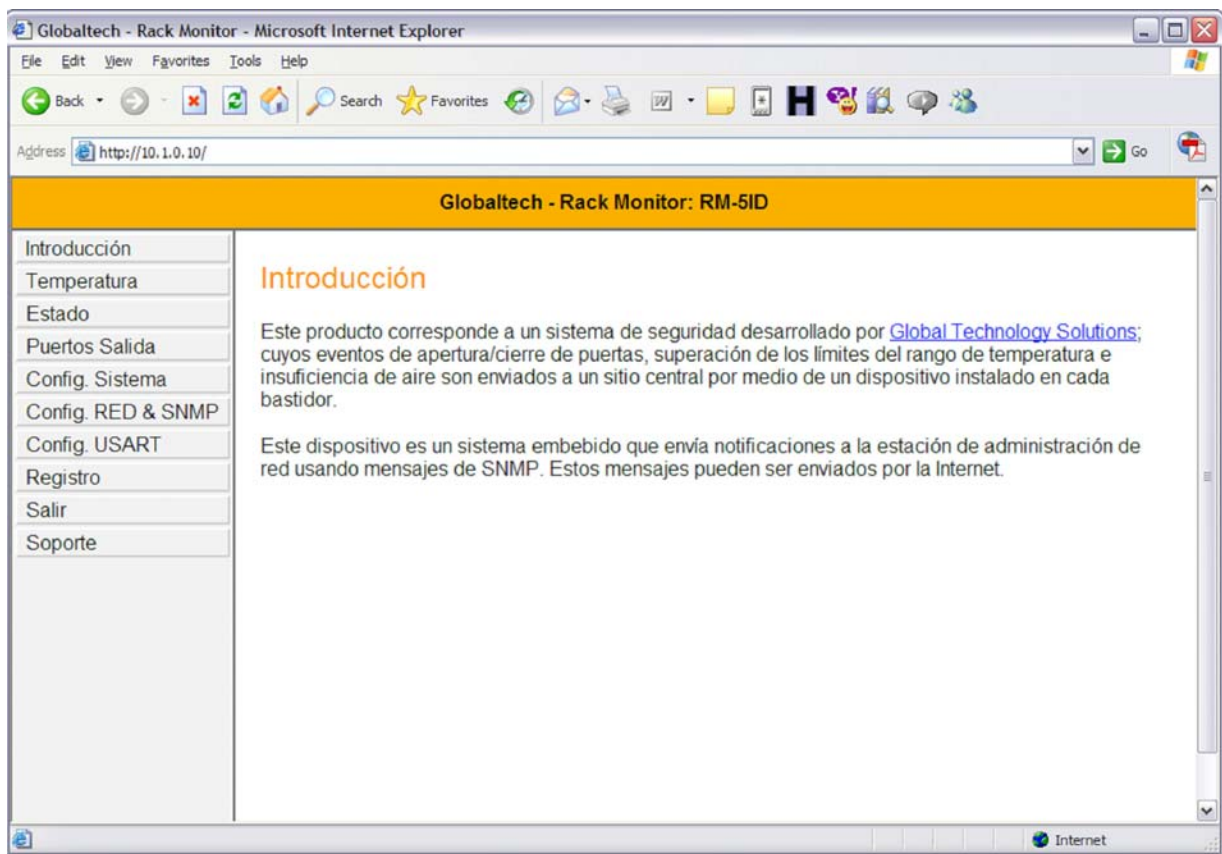 Globaltech - Rack Monitor - Microsoft Internet Explorer
File Edit View Favorites Tools Help
Back Search Favorites
Address http://10.1.0.10/ Go
Globaltech - Rack Monitor: RM-5ID
Introducción
Temperatura
Estado
Puertos Salida
Config. Sistema
Config. RED & SNMP
Config. USART
Registro
Salir
Soporte
Introducción
Este producto corresponde a un sistema de seguridad desarrollado por Global Technology Solutions;
cuyos eventos de apertura/cierre de puertas, superación de los límites del rango de temperatura e
insuficiencia de aire son enviados a un sitio central por medio de un dispositivo instalado en cada
bastidor.
Este dispositivo es un sistema embebido que envía notificaciones a la estación de administración de
red usando mensajes de SNMP. Estos mensajes pueden ser enviados por la Internet.
Internet